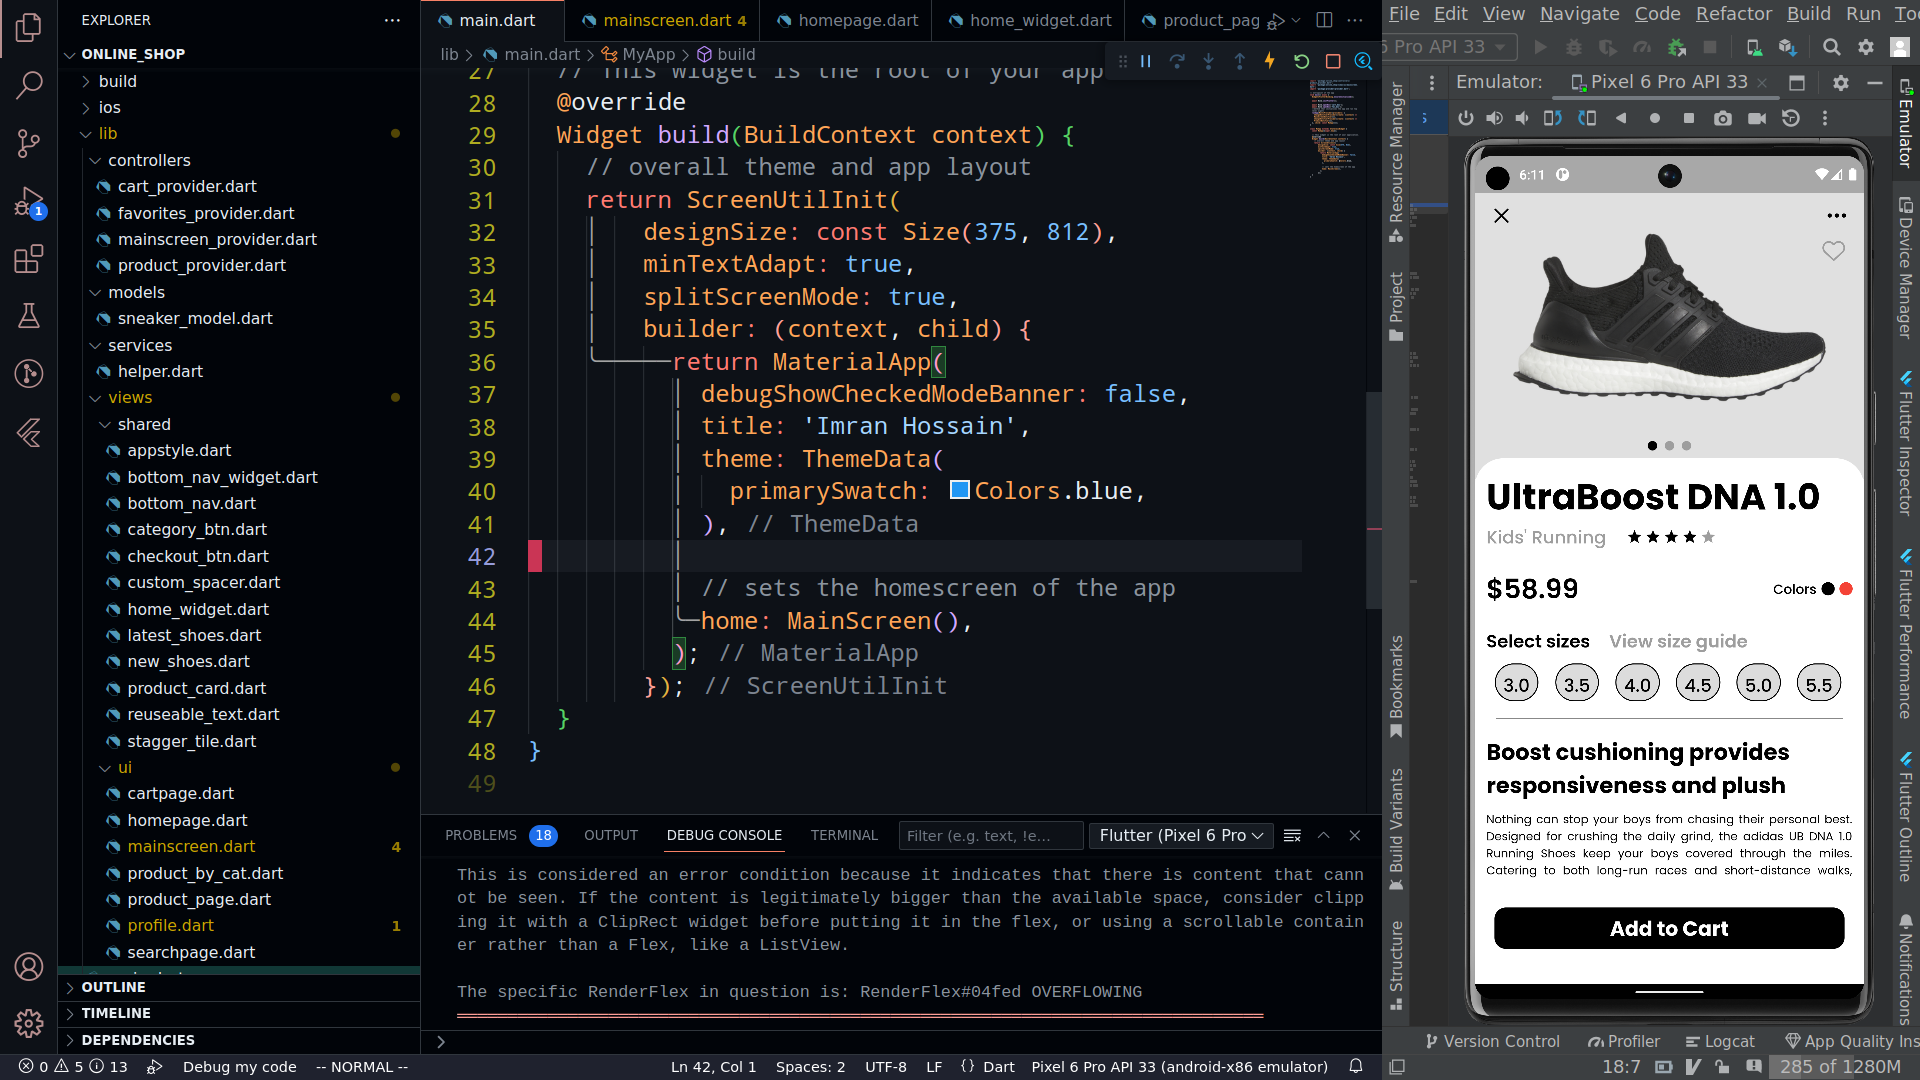 EXPLORER
ONLINE_SHOP
build
ios
lib
controllers
cart_provider.dart
favorites_provider.dart
mainscreen_provider.dart
product_provider.dart
models
sneaker_model.dart
services
helper.dart
views
shared
appstyle.dart
bottom_nav_widget.dart
bottom_nav.dart
category_btn.dart
checkout_btn.dart
custom_spacer.dart
home_widget.dart
latest_shoes.dart
new_shoes.dart
product_card.dart
reuseable_text.dart
stagger_tile.dart
ui
cartpage.dart
homepage.dart
mainscreen.dart 4
product_by_cat.dart
product_page.dart
profile.dart 1
searchpage.dart
OUTLINE
TIMELINE
DEPENDENCIES
1
main.dart mainscreen.dart 4 homepage.dart home_widget.dart product_pag
lib > main.dart > MyApp > build
27 // This widget is the root of your app
28 @override
29 Widget build(BuildContext context) {
30 // overall theme and app layout
31 return ScreenUtilInit(
32 designSize: const Size(375, 812),
33 minTextAdapt: true,
34 splitScreenMode: true,
35 builder: (context, child) {
36 return MaterialApp(
37 debugShowCheckedModeBanner: false,
38 title: 'Imran Hossain',
39 theme: ThemeData(
40 primarySwatch: Colors.blue,
41 ), // ThemeData
42
43 // sets the homescreen of the app
44 home: MainScreen(),
45 ); // MaterialApp
46 }); // ScreenUtilInit
47 }
48 }
49
PROBLEMS 18 OUTPUT DEBUG CONSOLE TERMINAL Filter (e.g. text, !e... Flutter (Pixel 6 Pro
This is considered an error condition because it indicates that there is content that cann
ot be seen. If the content is legitimately bigger than the available space, consider clipp
ing it with a ClipRect widget before putting it in the flex, or using a scrollable contain
er rather than a Flex, like a ListView.
The specific RenderFlex in question is: RenderFlex#04fed OVERFLOWING
0 5 13 Debug my code -- NORMAL -- Ln 42, Col 1 Spaces: 2 UTF-8 LF {} Dart Pixel 6 Pro API 33 (android-x86 emulator)
File Edit View Navigate Code Refactor Build Run Too
6 Pro API 33
Emulator: Pixel 6 Pro API 33
Resource Manager
Project
Bookmarks
Build Variants
Structure
6:11
UltraBoost DNA 1.0
Kids' Running
$58.99 Colors
Select sizes View size guide
3.0 3.5 4.0 4.5 5.0 5.5
Boost cushioning provides
responsiveness and plush
Nothing can stop your boys from chasing their personal best.
Designed for crushing the daily grind, the adidas UB DNA 1.0
Running Shoes keep your boys covered through the miles.
Catering to both long-run races and short-distance walks,
Add to Cart
Emulator
Device Manager
Flutter Inspector
Flutter Performance
Flutter Outline
Notifications
Version Control Profiler Logcat App Quality Ins
18:7 285 of 1280M